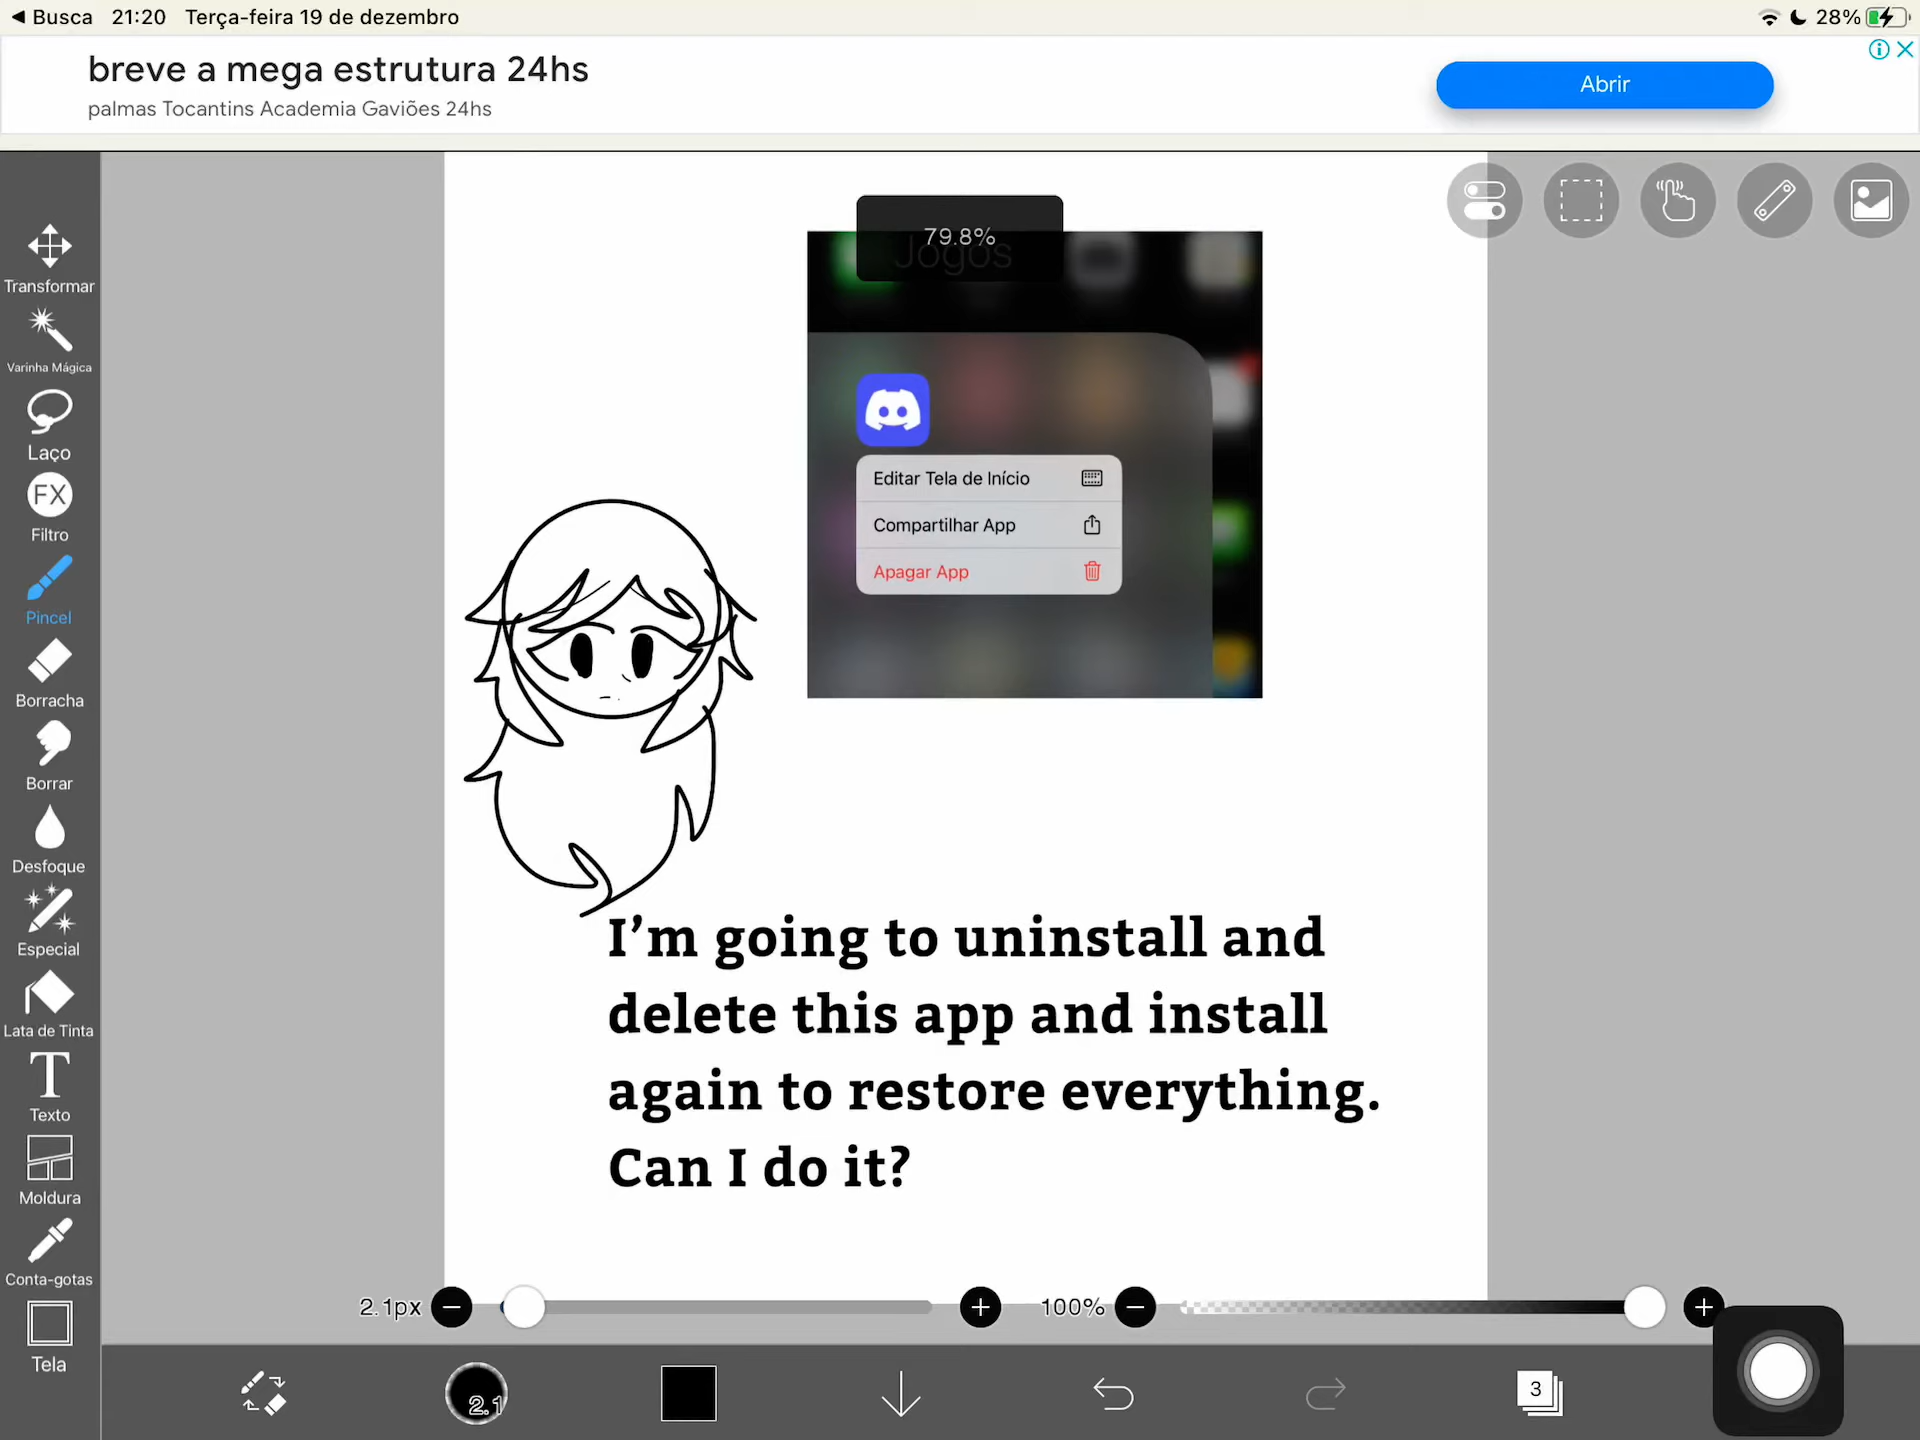 ◀ Busca 21:20 Terça-feira 19 de dezembro 28%
breve a mega estrutura 24hs
palmas Tocantins Academia Gaviões 24hs
Abrir
Transformar
Varinha Mágica
Laço
FX
Filtro
Pincel
Borracha
Borrar
Desfoque
Especial
Lata de Tinta
T
Texto
Moldura
Conta-gotas
Tela
79.8%
Jogos
Editar Tela de Início
Compartilhar App
Apagar App
I’m going to uninstall and
delete this app and install
again to restore everything.
Can I do it?
2.1px
100%
2.1
3